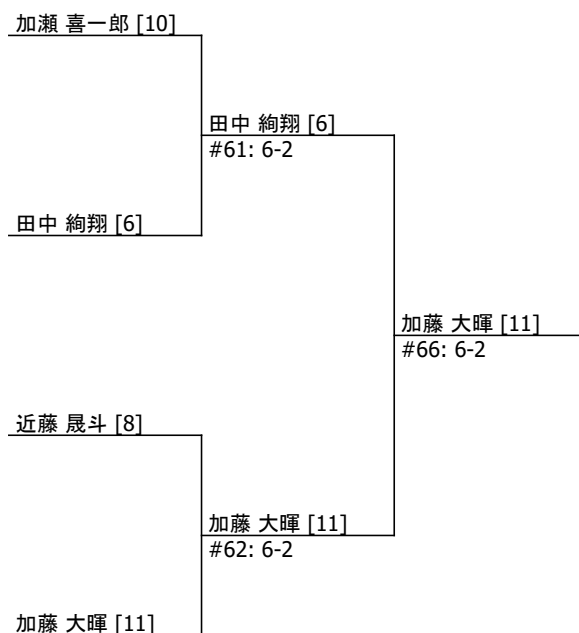 加瀬 喜一郎 [10]
田中 絢翔 [6]
#61: 6-2
田中 絢翔 [6]
加藤 大暉 [11]
#66: 6-2
近藤 晟斗 [8]
加藤 大暉 [11]
#62: 6-2
加藤 大暉 [11]